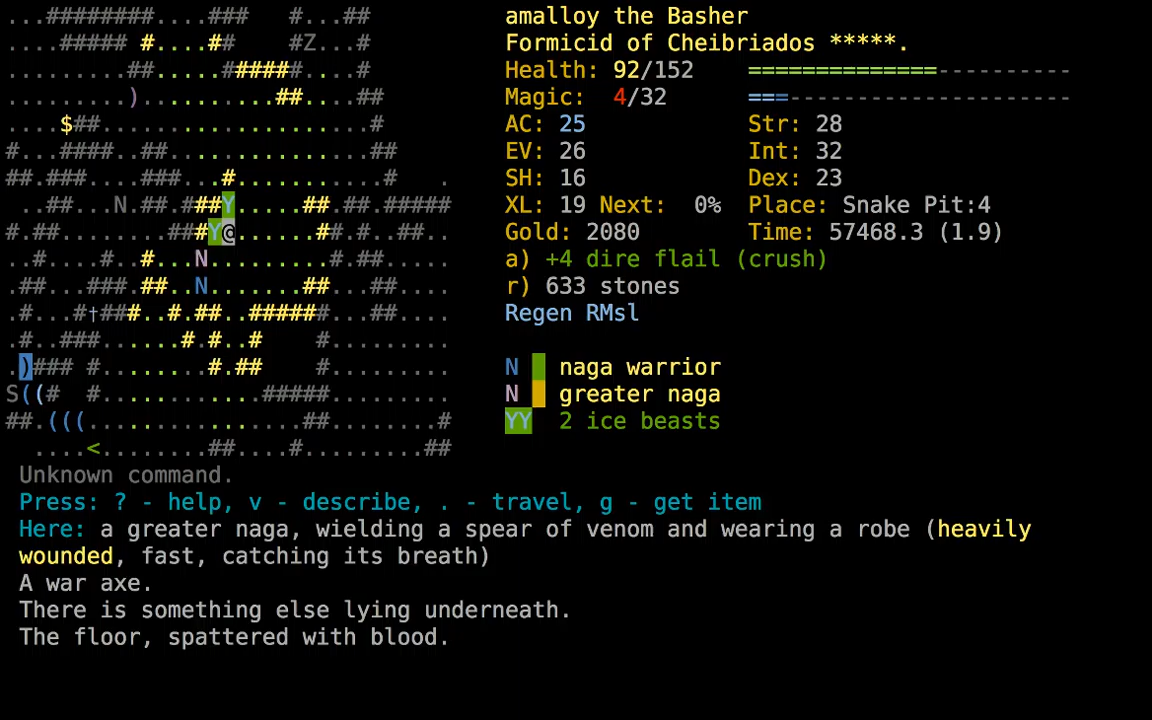 ...########....###   #...##    amalloy the Basher
....##### #....##    #Z...#    Formicid of Cheibriados *****.
.........##.....#####....#     Health: 92/152    ==============----------
.........)..........##....##   Magic:  4/32      ===---------------------
....$##....................#   AC: 25            Str: 28
#...####..##...............##  EV: 26            Int: 32
##.###....###...#...........#   .  SH: 16            Dex: 23
..##...N.##.###Y.....##.##.#####  XL: 19 Next:  0%  Place: Snake Pit:4
#.##........###Y@......#.#..##..  Gold: 2080        Time: 57468.3 (1.9)
..#....#..#...N.........#.##....  a) +4 dire flail (crush)
.##...###.##..N.......##...##....  r) 633 stones
.#...#†###..#.##..#####...##....  Regen RMsl
.#..###......#.#..#    #........
.)### #.......#.##    #........  N   naga warrior
S((#  #..........#####.........  N   greater naga
##.(((................##........#  YY  2 ice beasts
....<........##....#.........##
Unknown command.
Press: ? - help, v - describe, . - travel, g - get item
Here: a greater naga, wielding a spear of venom and wearing a robe (heavily
wounded, fast, catching its breath)
A war axe.
There is something else lying underneath.
The floor, spattered with blood.